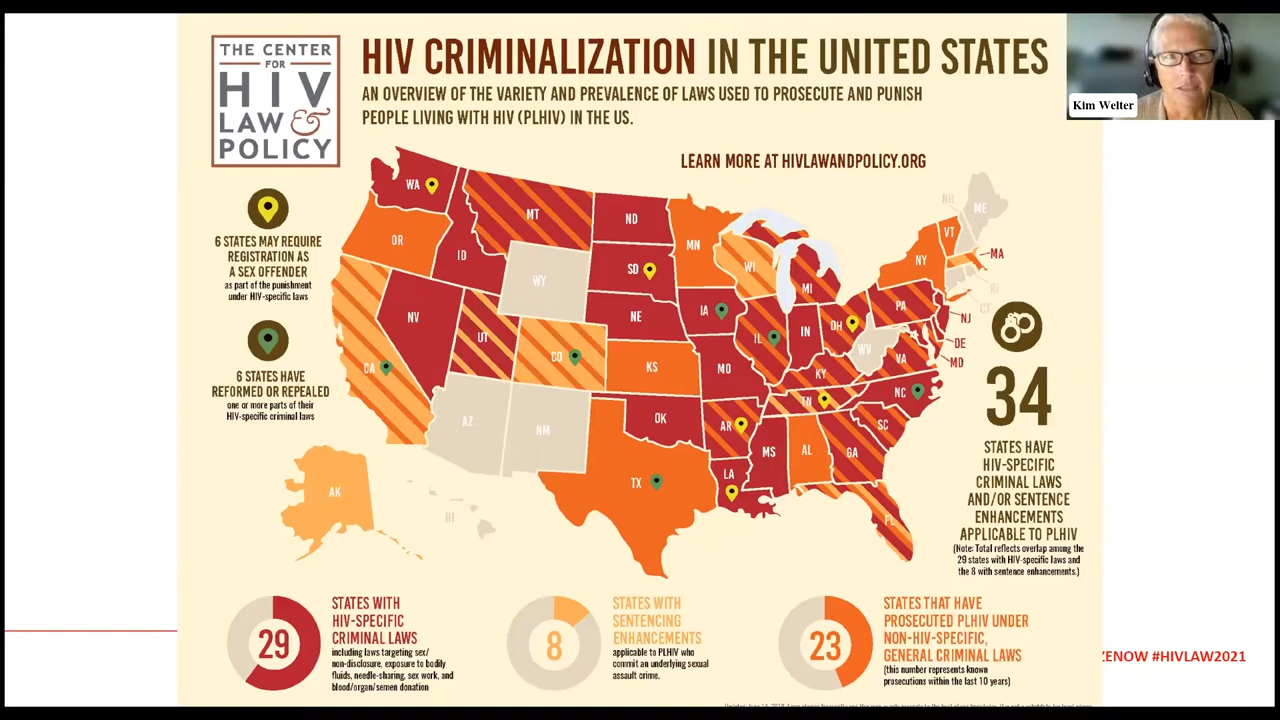 THE CENTER
FOR
HIV
LAW &
POLICY
HIV CRIMINALIZATION IN THE UNITED STATES
AN OVERVIEW OF THE VARIETY AND PREVALENCE OF LAWS USED TO PROSECUTE AND PUNISH
PEOPLE LIVING WITH HIV (PLHIV) IN THE US.
Kim Welter
LEARN MORE AT HIVLAWANDPOLICY.ORG
6 STATES MAY REQUIRE
REGISTRATION AS
A SEX OFFENDER
as part of the punishment
under HIV-specific laws
6 STATES HAVE
REFORMED OR REPEALED
one or more parts of their
HIV-specific criminal laws
WA
MT
ND
MN
OR
ID
SD
WY
WI
MI
NY
VT
NH
ME
MA
RI
CT
NV
UT
CO
CA
NE
IA
IL
IN
OH
PA
NJ
DE
MD
WV
VA
KS
MO
KY
NC
TN
SC
AZ
NM
OK
AR
MS
AL
GA
TX
LA
FL
AK
HI
34
STATES HAVE
HIV-SPECIFIC
CRIMINAL LAWS
AND/OR SENTENCE
ENHANCEMENTS
APPLICABLE TO PLHIV
(Note: Total reflects overlap among the
29 states with HIV-specific laws and
the 8 with sentence enhancements.)
29
STATES WITH
HIV-SPECIFIC
CRIMINAL LAWS
including laws targeting sex/
non-disclosure, exposure to bodily
fluids, needle-sharing, sex work, and
blood/organ/semen donation
8
STATES WITH
SENTENCING
ENHANCEMENTS
applicable to PLHIV who
commit an underlying sexual
assault crime.
23
STATES THAT HAVE
PROSECUTED PLHIV UNDER
NON-HIV-SPECIFIC,
GENERAL CRIMINAL LAWS
(this number represents known
prosecutions within the last 10 years)
ZENOW #HIVLAW2021